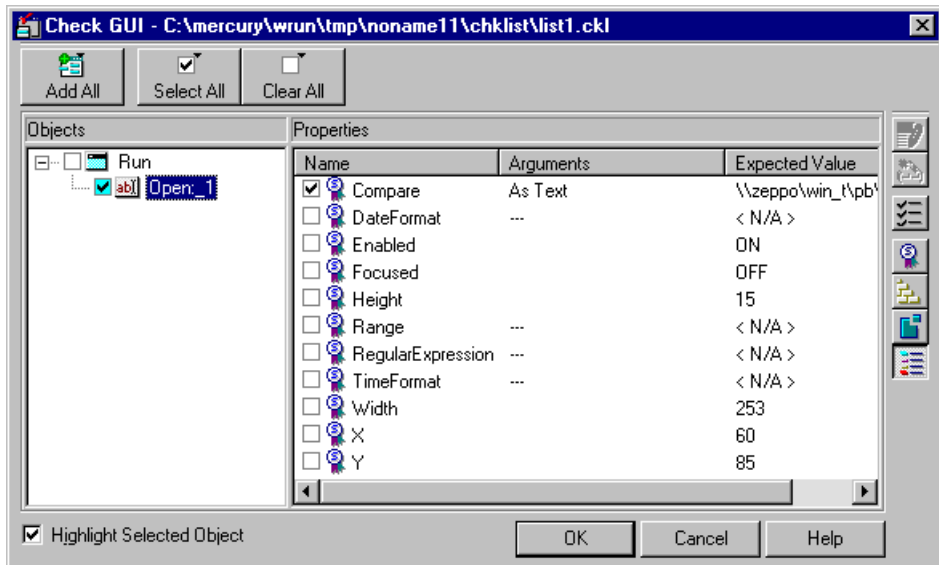 Check GUI - C:\mercury\wrun\tmp\noname11\chklist\list1.ckl
Add All Select All Clear All
Objects Properties
Run
abI Open:_1
Name Arguments Expected Value
Compare As Text \\zeppo\win_t\pb\
DateFormat --- < N/A >
Enabled ON
Focused OFF
Height 15
Range --- < N/A >
RegularExpression --- < N/A >
TimeFormat --- < N/A >
Width 253
X 60
Y 85
Highlight Selected Object OK Cancel Help